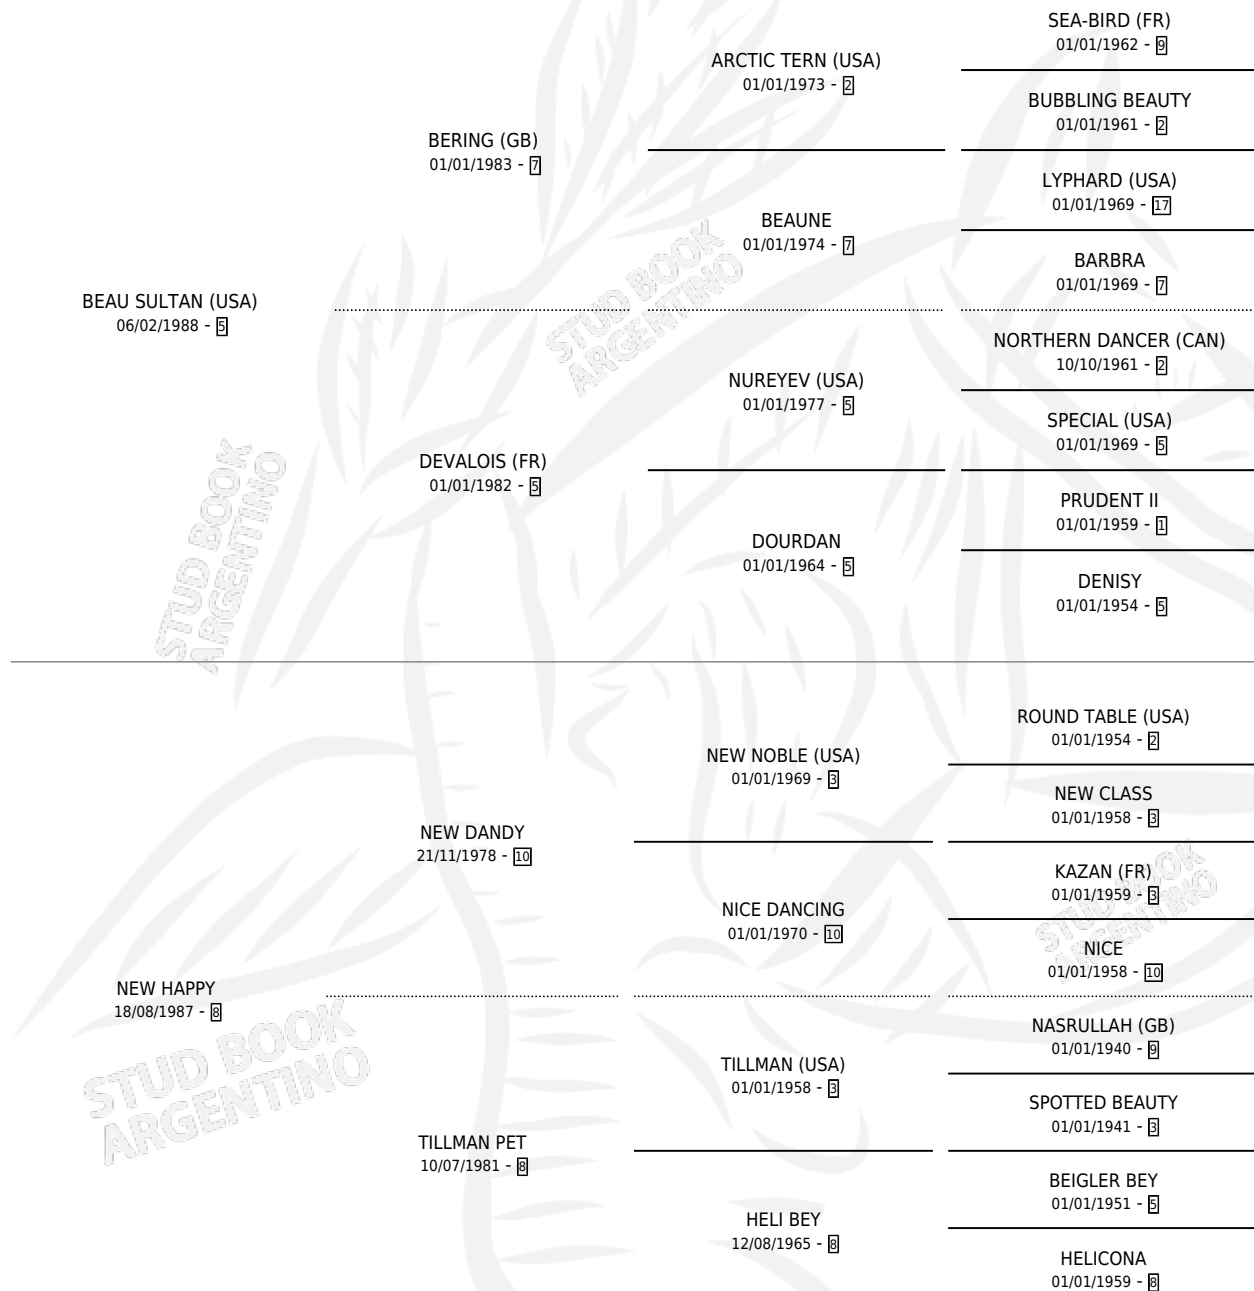 SEA-BIRD (FR)
01/01/1962 - 9
ARCTIC TERN (USA)
01/01/1973 - 2
BUBBLING BEAUTY
01/01/1961 - 2
BERING (GB)
01/01/1983 - 7
LYPHARD (USA)
01/01/1969 - 17
BEAUNE
01/01/1974 - 7
BARBRA
01/01/1969 - 7
BEAU SULTAN (USA)
06/02/1988 - 5
NORTHERN DANCER (CAN)
10/10/1961 - 2
NUREYEV (USA)
01/01/1977 - 5
SPECIAL (USA)
01/01/1969 - 5
DEVALOIS (FR)
01/01/1982 - 5
PRUDENT II
01/01/1959 - 1
DOURDAN
01/01/1964 - 5
DENISY
01/01/1954 - 5
ROUND TABLE (USA)
01/01/1954 - 2
NEW NOBLE (USA)
01/01/1969 - 3
NEW CLASS
01/01/1958 - 3
NEW DANDY
21/11/1978 - 10
KAZAN (FR)
01/01/1959 - 3
NICE DANCING
01/01/1970 - 10
NICE
01/01/1958 - 10
NEW HAPPY
18/08/1987 - 8
NASRULLAH (GB)
01/01/1940 - 9
TILLMAN (USA)
01/01/1958 - 3
SPOTTED BEAUTY
01/01/1941 - 3
TILLMAN PET
10/07/1981 - 8
BEIGLER BEY
01/01/1951 - 5
HELI BEY
12/08/1965 - 8
HELICONA
01/01/1959 - 8
STUD BOOK
ARGENTINO
STUD BOOK
ARGENTINO
STUD BOOK
ARGENTINO
STUD BOOK
ARGENTINO